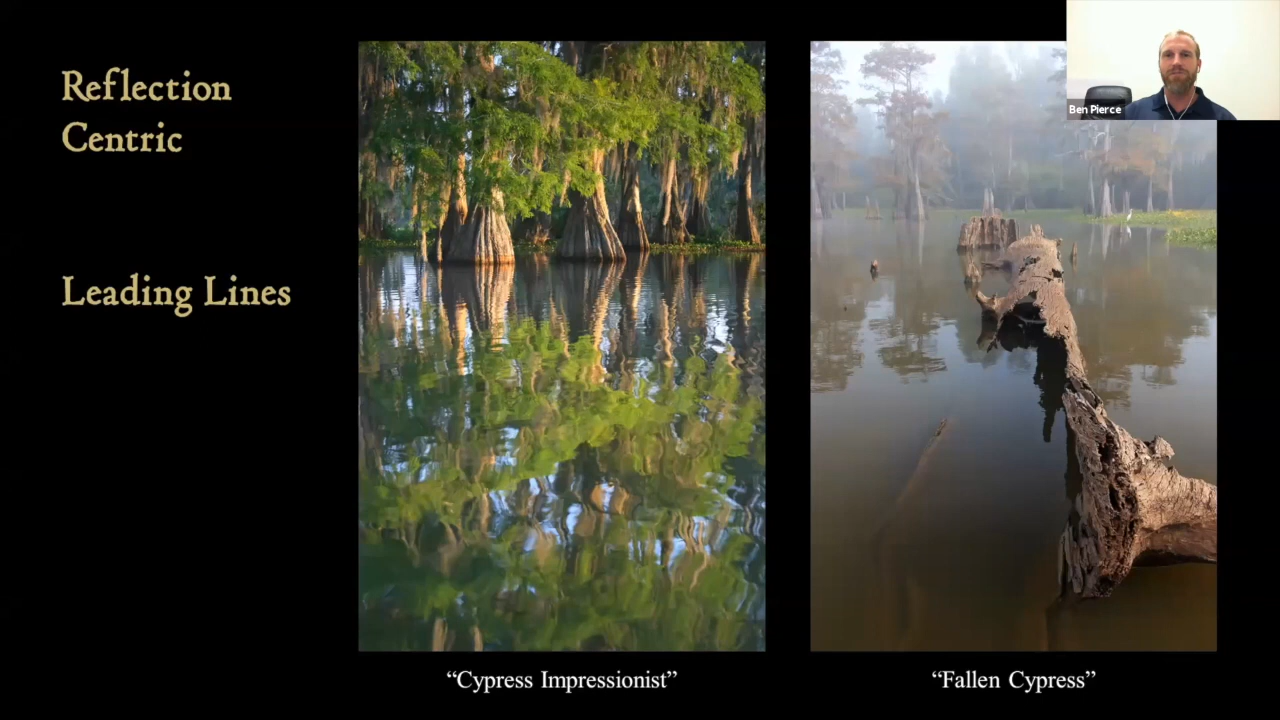 Reflection
Centric
Leading Lines
Ben Pierce
“Cypress Impressionist”
“Fallen Cypress”